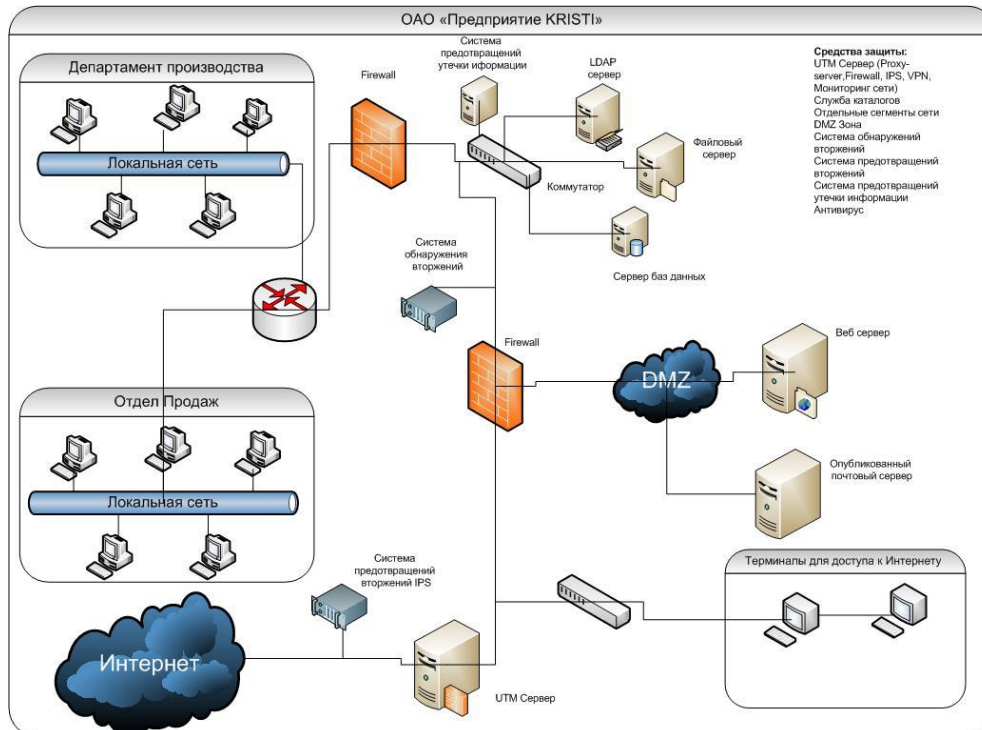 ОАО «Предприятие KRISTI»
Департамент производства
Локальная сеть
Firewall
Система
предотвращений
утечки иформации
LDAP
сервер
Файловый
сервер
Коммутатор
Сервер баз данных
Средства защиты:
UTM Сервер (Proxy-
server,Firewall, IPS, VPN,
Мониторинг сети)
Служба каталогов
Отдельные сегменты сети
DMZ Зона
Система обнаружений
вторжений
Система предотвращений
вторжений
Система предотвращений
утечки информации
Антивирус
Система
обнаружения
вторжений
Firewall
DMZ
Веб сервер
Опубликованный
почтовый сервер
Отдел Продаж
Локальная сеть
Система
предотвращений
вторжений IPS
Интернет
UTM Сервер
Терминалы для доступа к Интернету